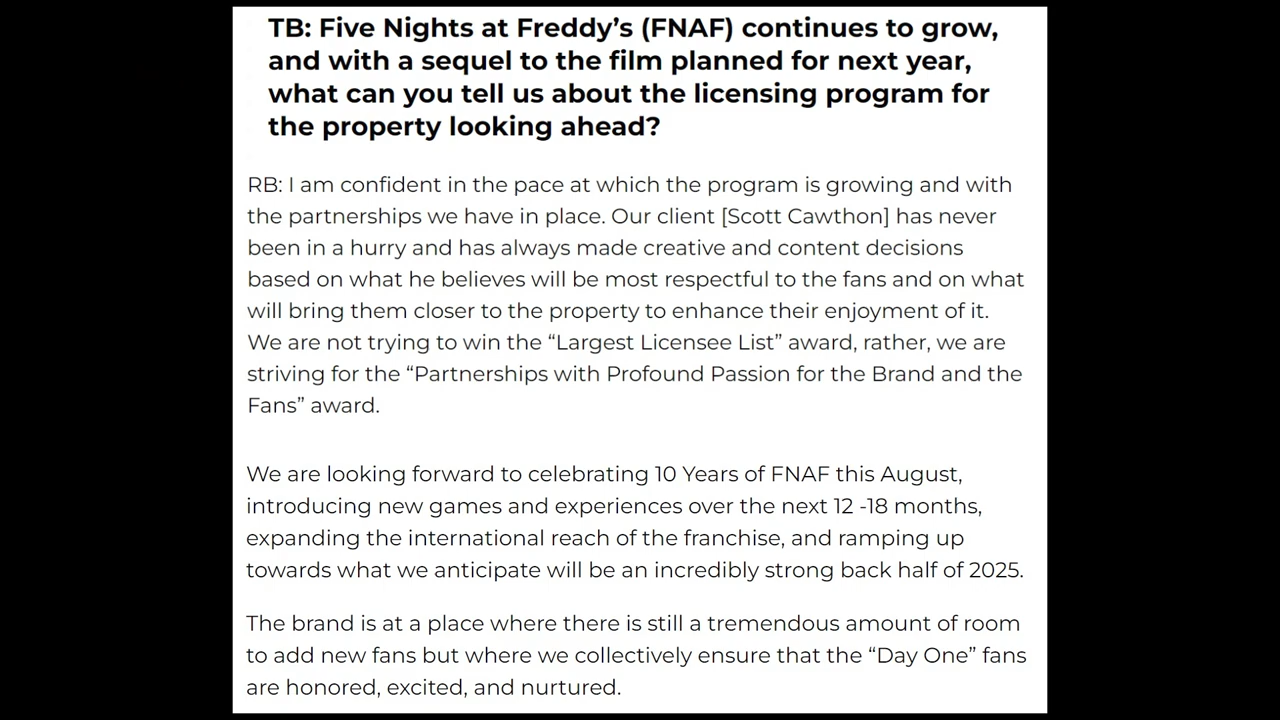 TB: Five Nights at Freddy’s (FNAF) continues to grow,
and with a sequel to the film planned for next year,
what can you tell us about the licensing program for
the property looking ahead?
RB: I am confident in the pace at which the program is growing and with
the partnerships we have in place. Our client [Scott Cawthon] has never
been in a hurry and has always made creative and content decisions
based on what he believes will be most respectful to the fans and on what
will bring them closer to the property to enhance their enjoyment of it.
We are not trying to win the “Largest Licensee List” award, rather, we are
striving for the “Partnerships with Profound Passion for the Brand and the
Fans” award.
We are looking forward to celebrating 10 Years of FNAF this August,
introducing new games and experiences over the next 12 -18 months,
expanding the international reach of the franchise, and ramping up
towards what we anticipate will be an incredibly strong back half of 2025.
The brand is at a place where there is still a tremendous amount of room
to add new fans but where we collectively ensure that the “Day One” fans
are honored, excited, and nurtured.